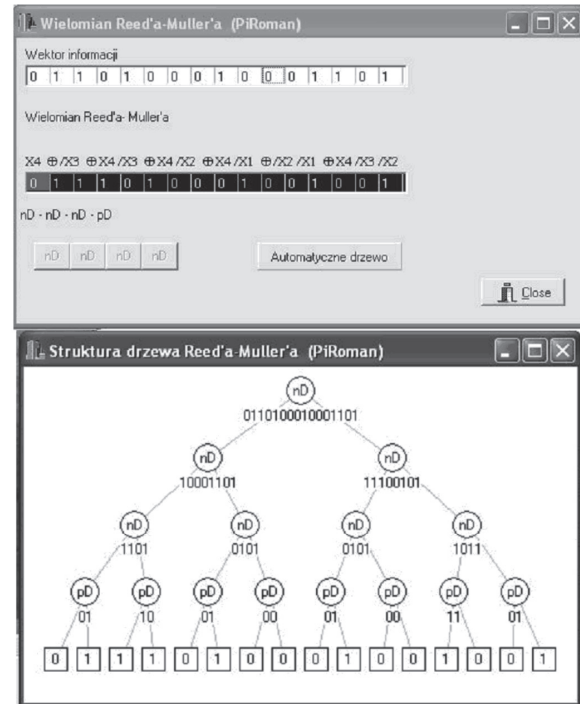 Wielomian Reed'a-Muller'a (PiRoman)
Wektor informacji
0 1 1 0 1 0 0 0 1 0 0 0 1 1 0 1
Wielomian Reed'a- Muller'a
X4 ⊕ /X3 ⊕ X4 /X3 ⊕ X4 /X2 ⊕ X4 /X1 ⊕ /X2 /X1 ⊕ X4 /X3 /X2
0 1 1 1 0 1 0 0 0 1 0 0 1 0 0 1
nD - nD - nD - pD
nD nD nD nD Automatyczne drzewo
Close
Struktura drzewa Reed'a-Muller'a (PiRoman)
nD
0110100010001101
nD nD
10001101 11100101
nD nD nD nD
1101 0101 0101 1011
pD pD pD pD pD pD pD pD
01 10 01 00 01 00 11 01
0 1 1 1 0 1 0 0 0 1 0 0 1 0 0 1